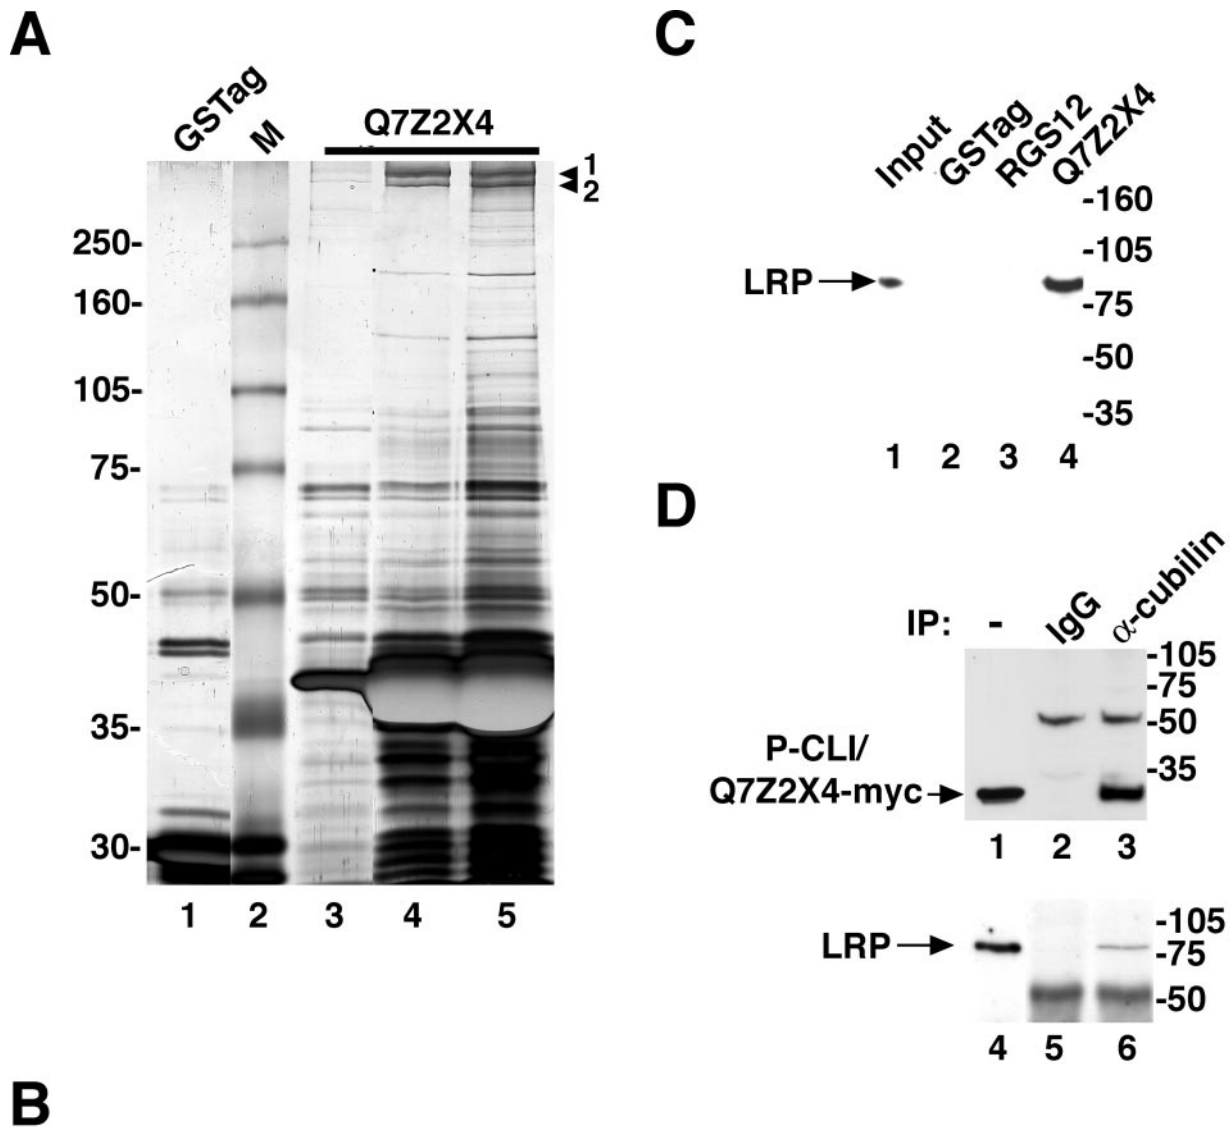 A
GSTag
M
Q7Z2X4
1
2
250-
160-
105-
75-
50-
35-
30-
1 2 3 4 5
B
C
Input
GSTag
RGS12
Q7Z2X4
-160
-105
LRP
-75
-50
-35
1 2 3 4
D
IP: - IgG α-cubilin
-105
-75
-50
-35
P-CLI/
Q7Z2X4-myc
1 2 3
-105
LRP
-75
-50
4 5 6